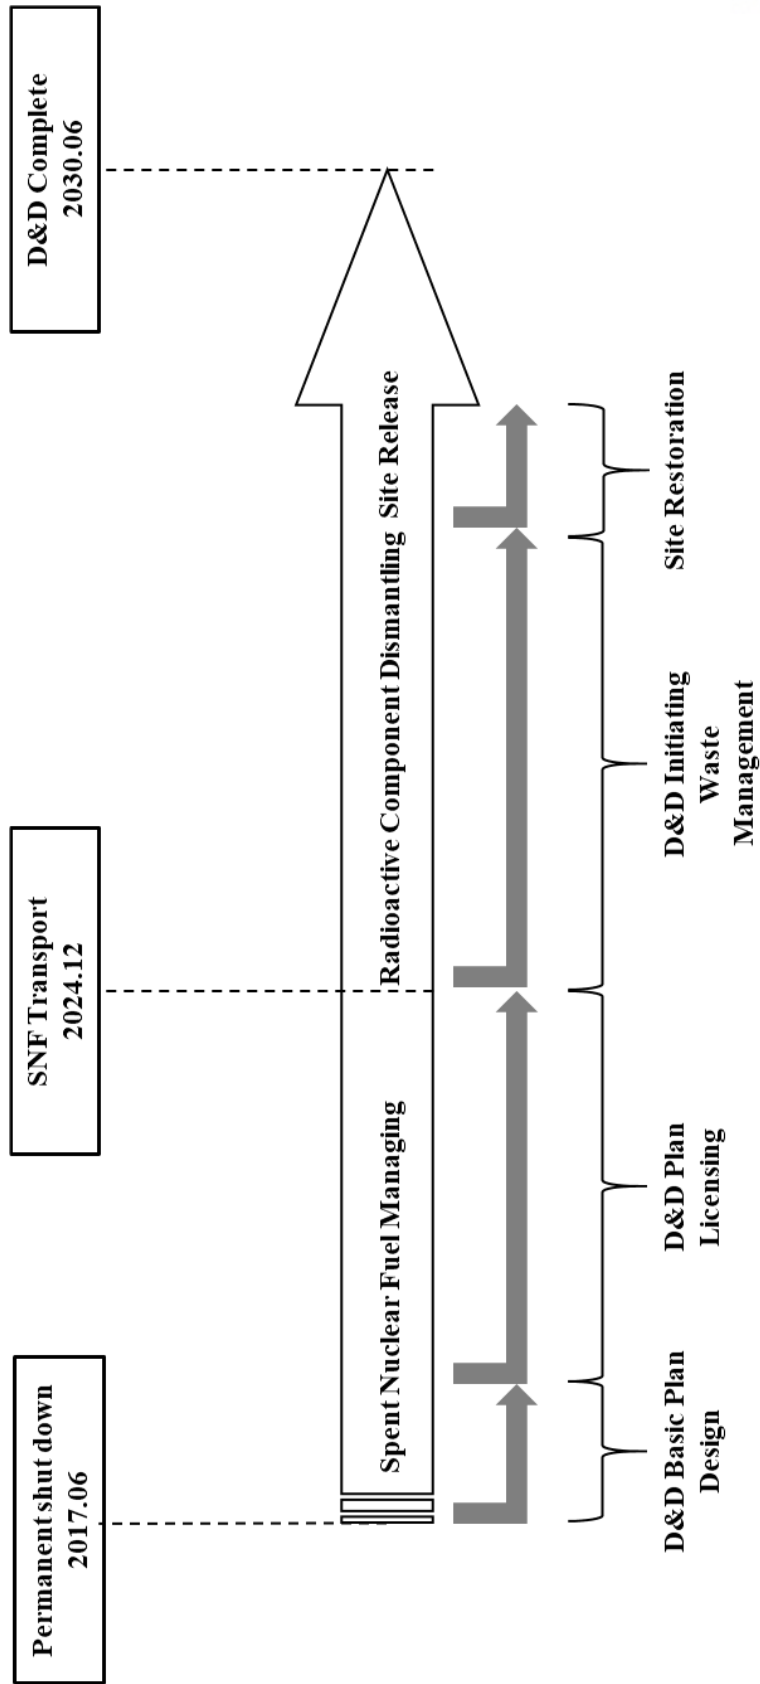 Permanent shut down
2017.06
SNF Transport
2024.12
D&D Complete
2030.06
Spent Nuclear Fuel Managing
Radioactive Component Dismantling
Site Release
D&D Basic Plan
Design
D&D Plan
Licensing
D&D Initiating
Waste
Management
Site Restoration